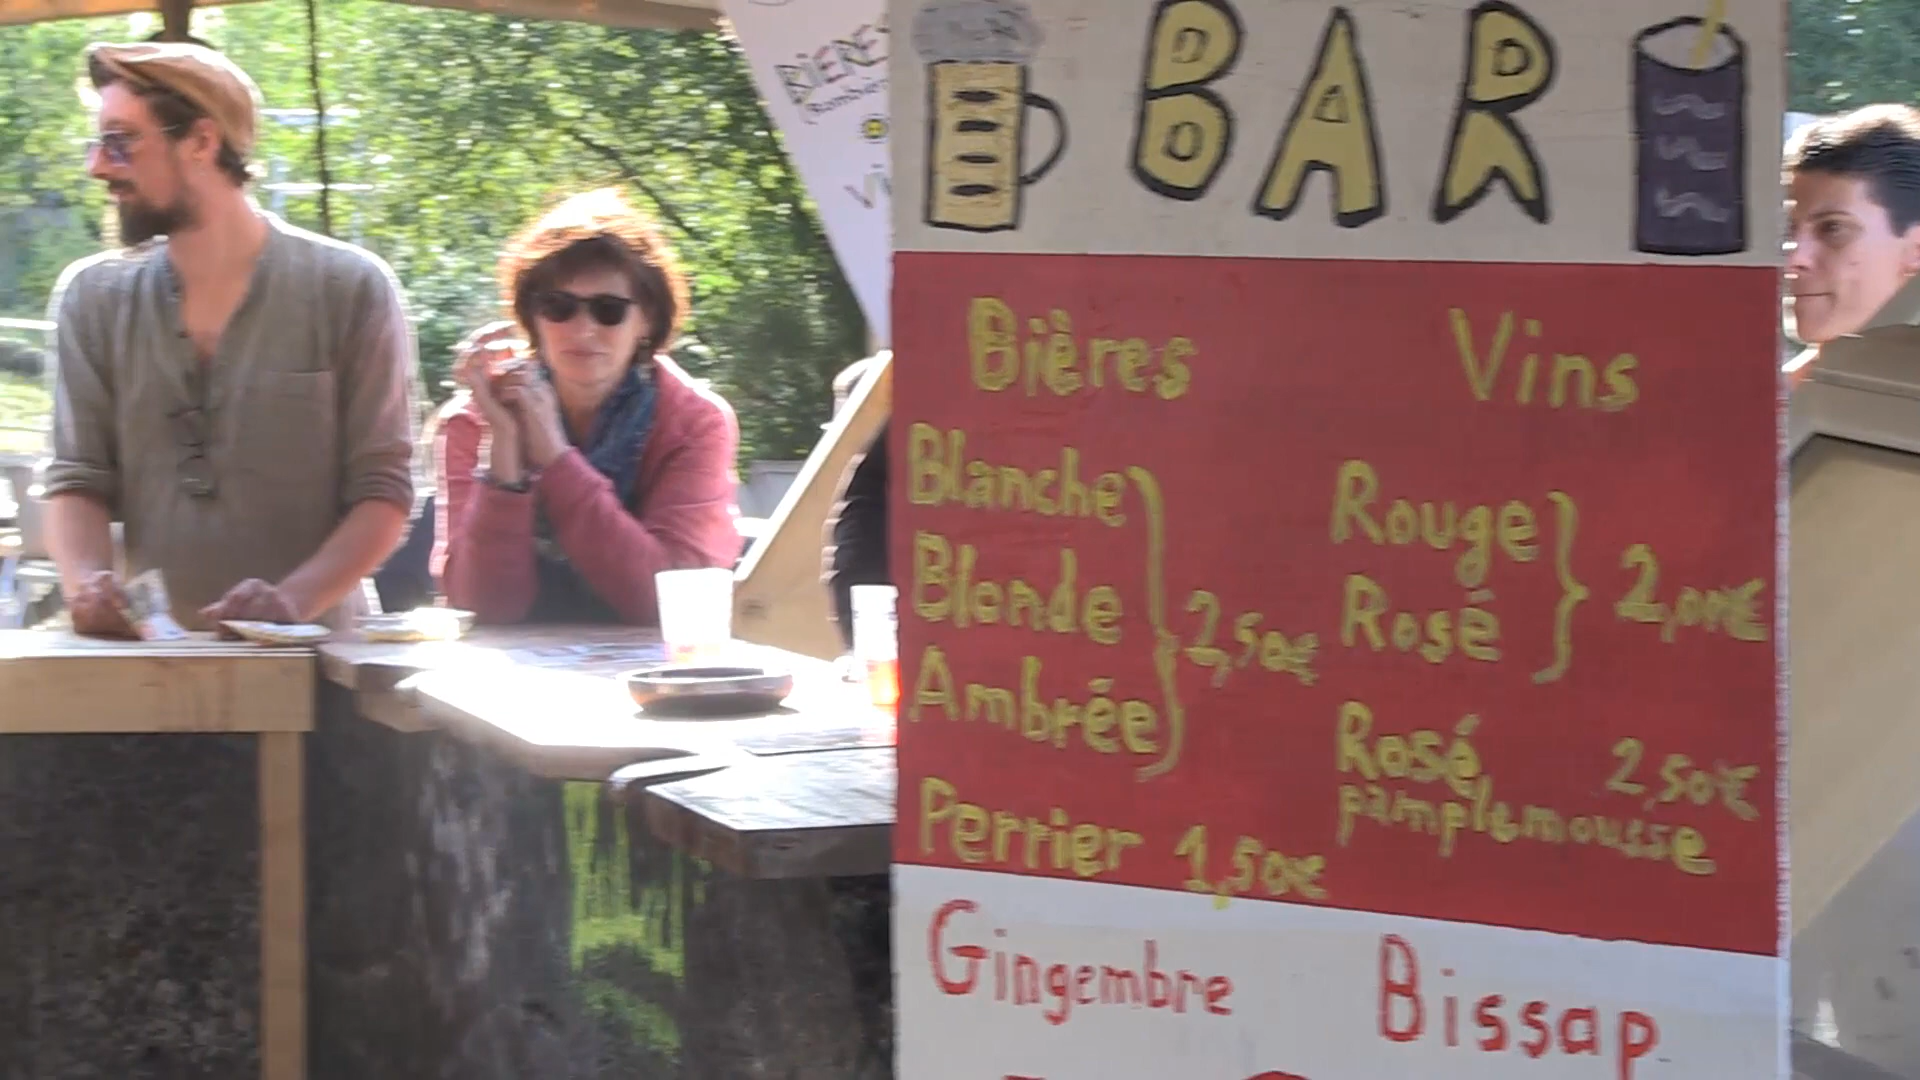 BIERES
BAR
Bières
Vins
Blanche
Blonde
Ambrée
2,50€
Rouge
Rosé
2,00€
Rosé pamplemousse 2,50€
Perrier 1,50€
Gingembre
Bissap